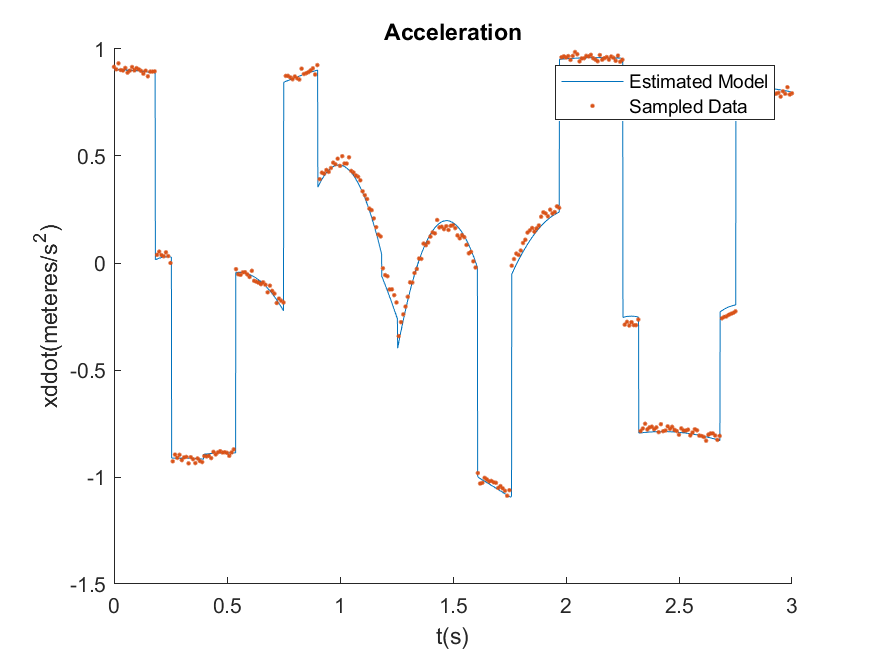 Acceleration
1
0.5
0
-0.5
-1
-1.5
xddot(meteres/s²)
Estimated Model
Sampled Data
0
0.5
1
1.5
2
2.5
3
t(s)